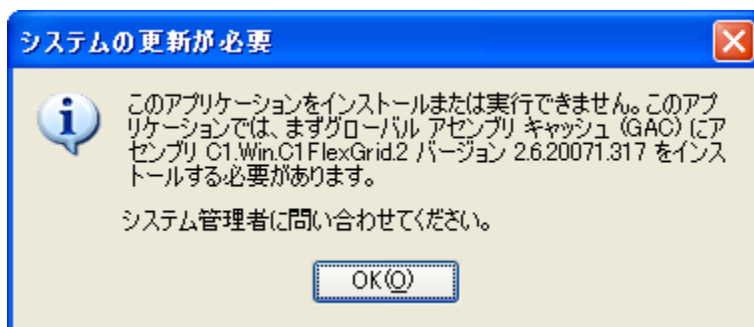 システムの更新が必要
このアプリケーションをインストールまたは実行できません。このアプ
リケーションでは、まずグローバル アセンブリ キャッシュ (GAC) にア
センブリ C1.Win.C1FlexGrid.2 バージョン 2.6.20071.317 をインス
トールする必要があります。
システム管理者に問い合わせてください。
OK(O)